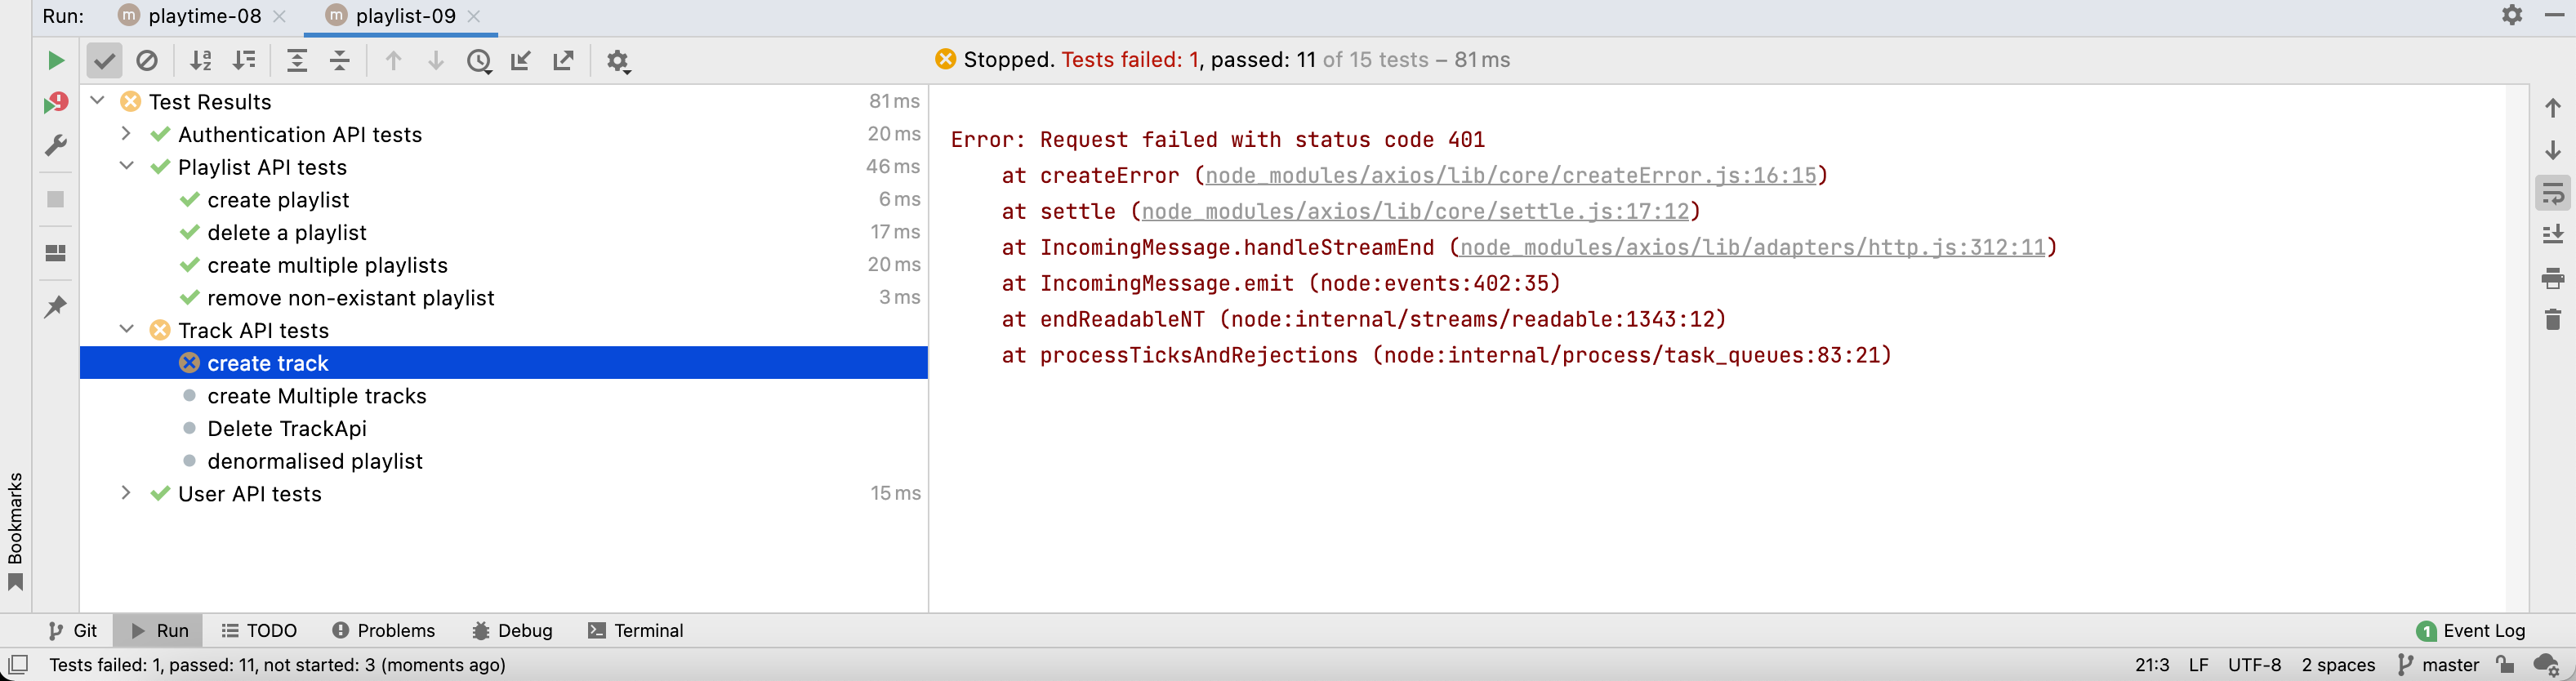 Run: playtime-08 playlist-09
Stopped. Tests failed: 1, passed: 11 of 15 tests – 81 ms
Test Results 81 ms
Authentication API tests 20 ms
Playlist API tests 46 ms
create playlist 6 ms
delete a playlist 17 ms
create multiple playlists 20 ms
remove non-existant playlist 3 ms
Track API tests
create track
create Multiple tracks
Delete TrackApi
denormalised playlist
User API tests 15 ms
Error: Request failed with status code 401
at createError (node_modules/axios/lib/core/createError.js:16:15)
at settle (node_modules/axios/lib/core/settle.js:17:12)
at IncomingMessage.handleStreamEnd (node_modules/axios/lib/adapters/http.js:312:11)
at IncomingMessage.emit (node:events:402:35)
at endReadableNT (node:internal/streams/readable:1343:12)
at processTicksAndRejections (node:internal/process/task_queues:83:21)
Bookmarks
Git Run TODO Problems Debug Terminal 1 Event Log
Tests failed: 1, passed: 11, not started: 3 (moments ago) 21:3 LF UTF-8 2 spaces master